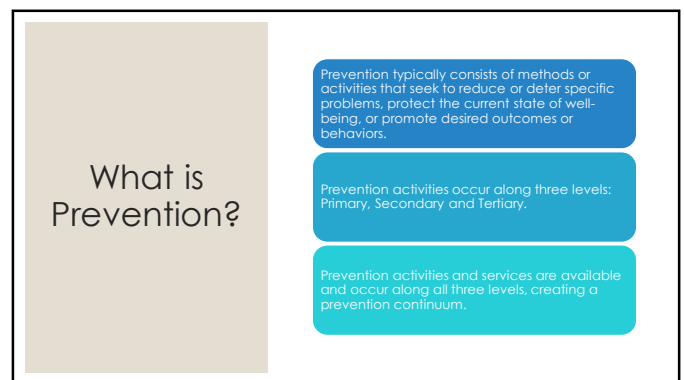 What is
Prevention?
Prevention typically consists of methods or
activities that seek to reduce or deter specific
problems, protect the current state of well-
being, or promote desired outcomes or
behaviors.
Prevention activities occur along three levels:
Primary, Secondary and Tertiary.
Prevention activities and services are available
and occur along all three levels, creating a
prevention continuum.